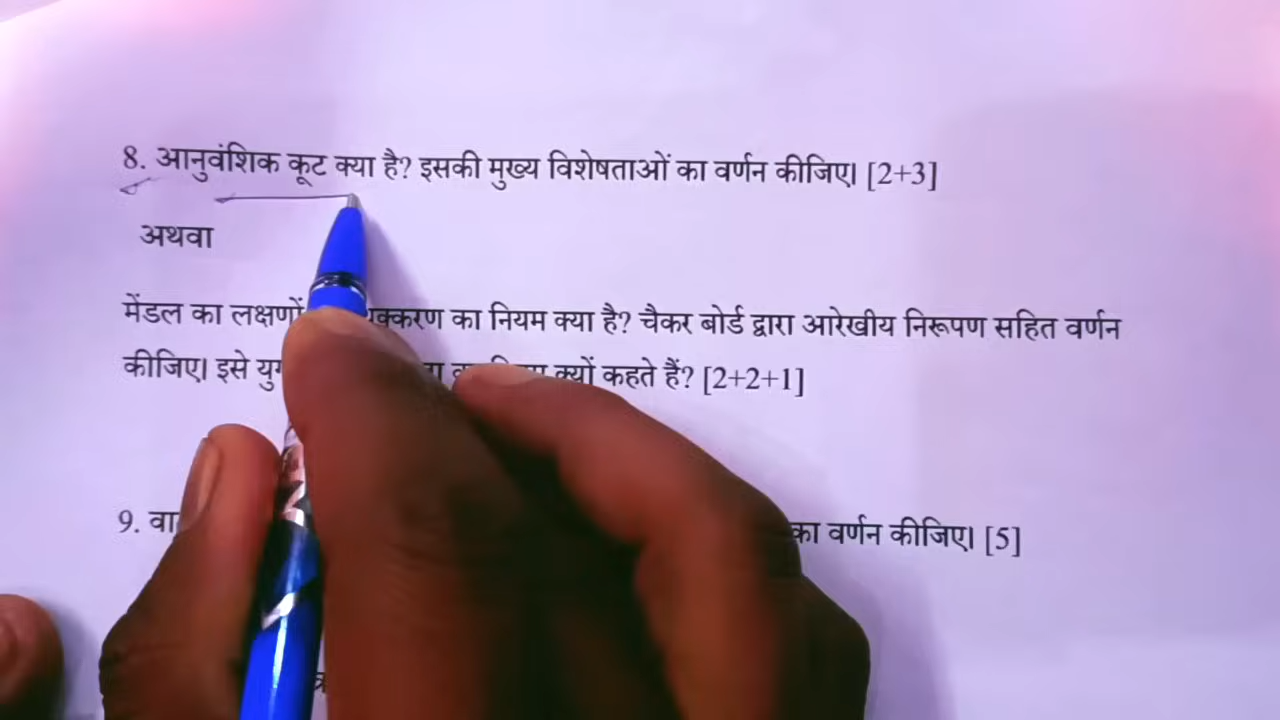 8. आनुवंशिक कूट क्या है? इसकी मुख्य विशेषताओं का वर्णन कीजिए। [2+3]
अथवा
मेंडल का लक्षणों का नियम क्या है? चैकर बोर्ड द्वारा आरेखीय निरूपण सहित वर्णन
कीजिए। इसे क्यों कहते हैं? [2+2+1]
9. का वर्णन कीजिए। [5]